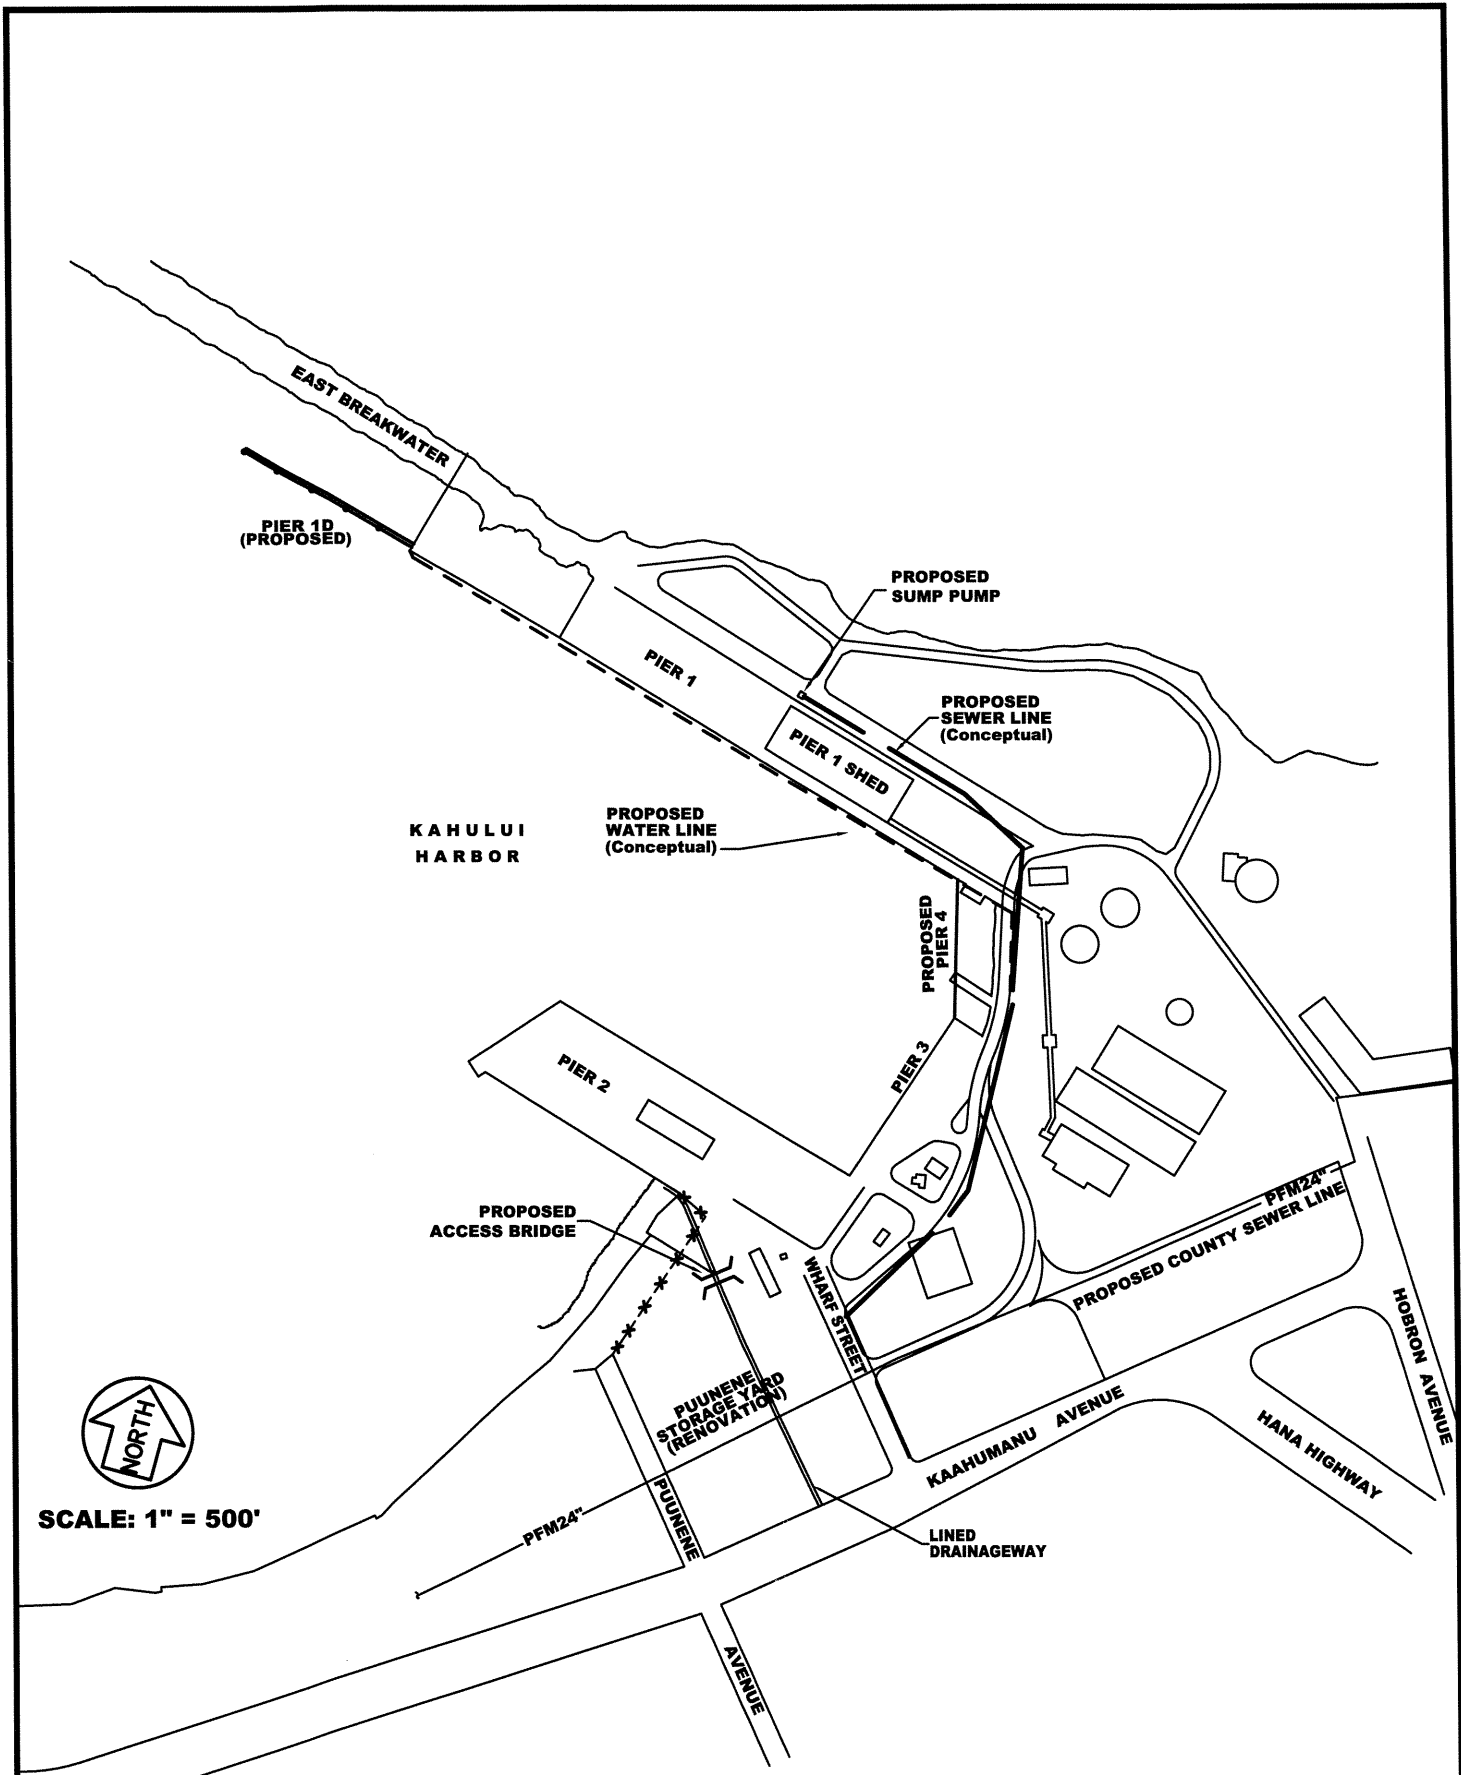 EAST BREAKWATER
PIER 1D
(PROPOSED)
PROPOSED
SUMP PUMP
PIER 1
PROPOSED
SEWER LINE
(Conceptual)
PIER 1 SHED
KAHULUI
HARBOR
PROPOSED
WATER LINE
(Conceptual)
PROPOSED
PIER 4
PIER 3
PIER 2
PROPOSED
ACCESS BRIDGE
WHARF STREET
PFM24"
PROPOSED COUNTY SEWER LINE
HOBRON AVENUE
PUUNENE
STORAGE YARD
(RENOVATION)
KAAHUMANU AVENUE
HANA HIGHWAY
NORTH
SCALE: 1" = 500'
PFM24"
PUUNENE
LINED
DRAINAGEWAY
AVENUE